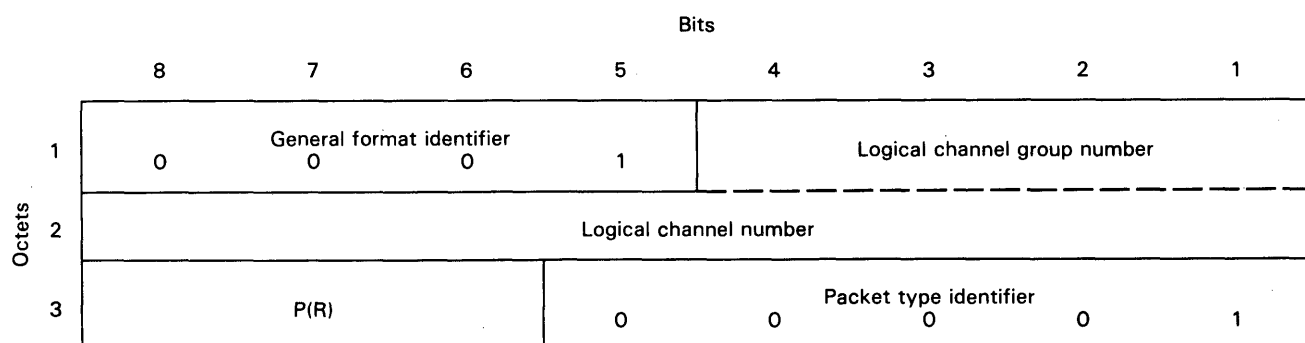 Bits
8 7 6 5 4 3 2 1
Octets
1
General format identifier
0 0 0 1
Logical channel group number
2
Logical channel number
3
P(R)
Packet type identifier
0 0 0 0 1